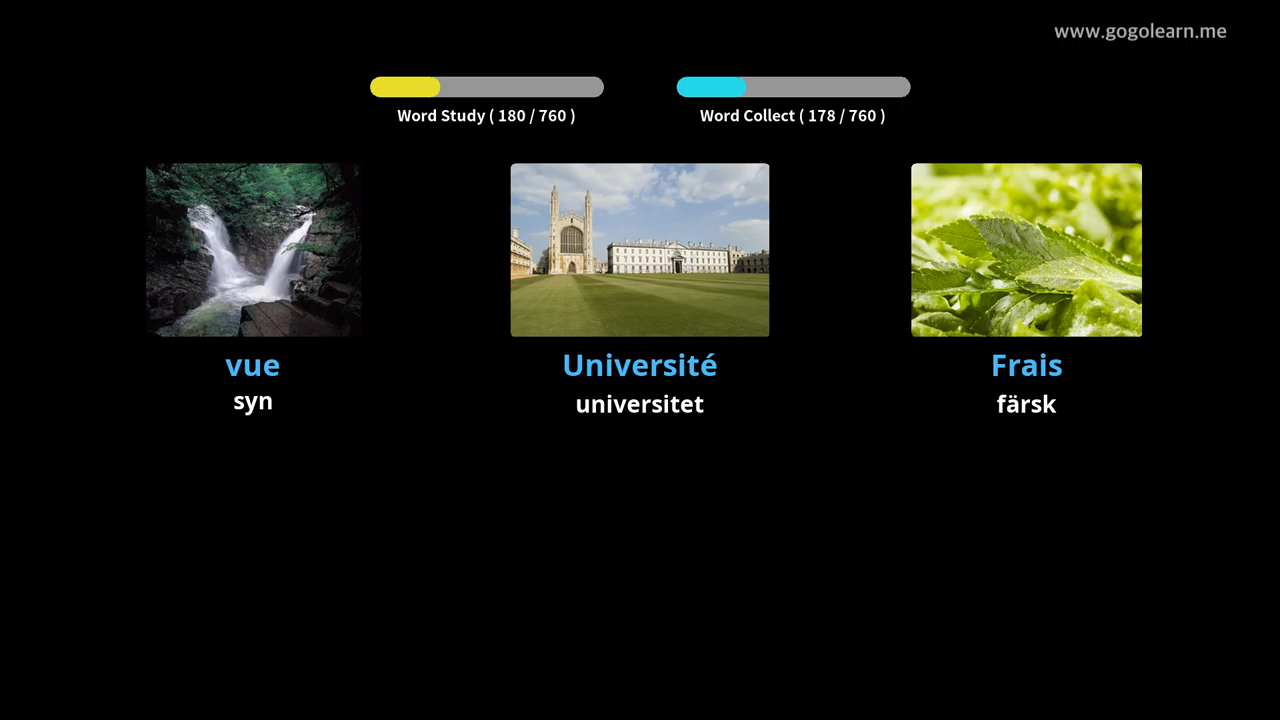 www.gogolearn.me
Word Study ( 180 / 760 )
Word Collect ( 178 / 760 )
vue
syn
Université
universitet
Frais
färsk